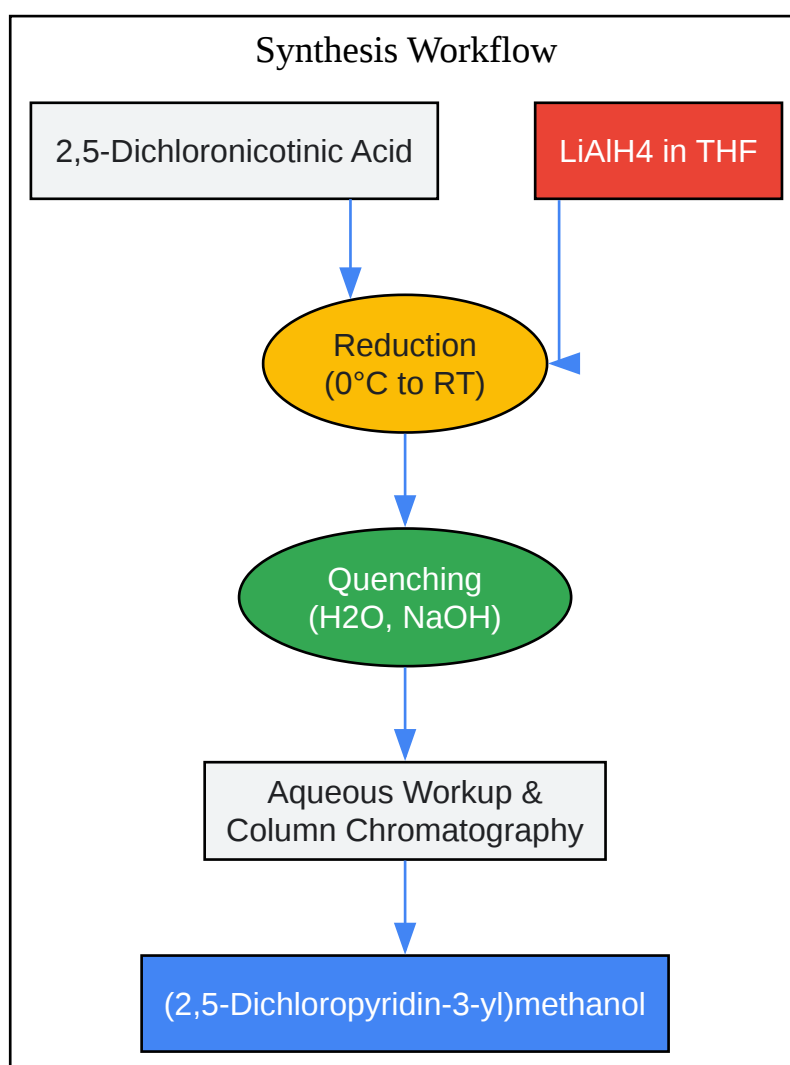 Synthesis Workflow
2,5-Dichloronicotinic Acid
LiAlH4 in THF
Reduction
(0°C to RT)
Quenching
(H2O, NaOH)
Aqueous Workup &
Column Chromatography
(2,5-Dichloropyridin-3-yl)methanol